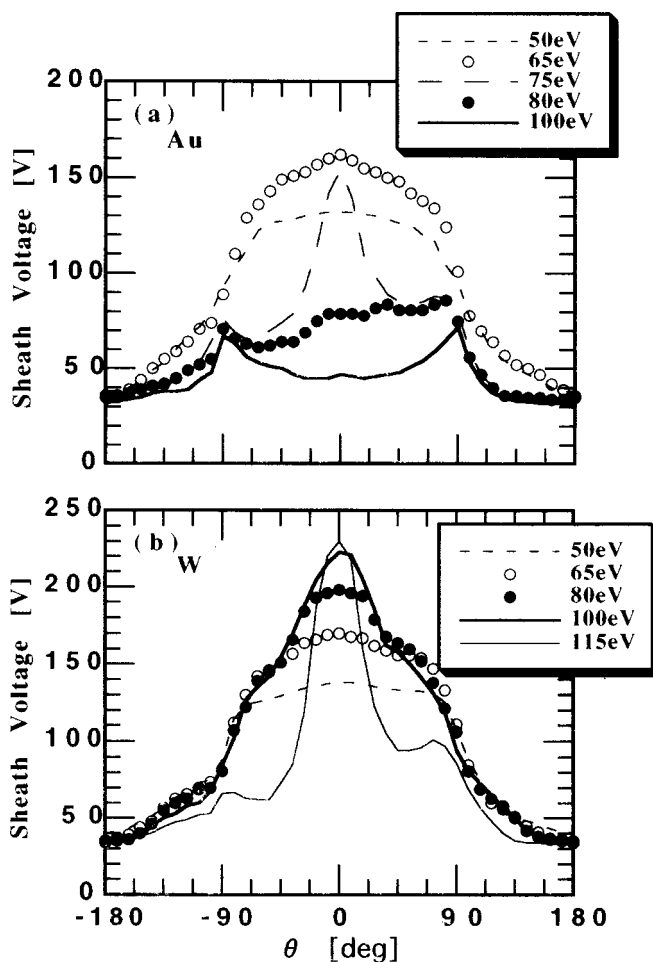 50eV
65eV
75eV
80eV
100eV
(a)
Au
200
150
100
50
0
Sheath Voltage [V]
50eV
65eV
80eV
100eV
115eV
(b)
W
250
200
150
100
50
0
Sheath Voltage [V]
-180 -90 0 90 180
θ [deg]